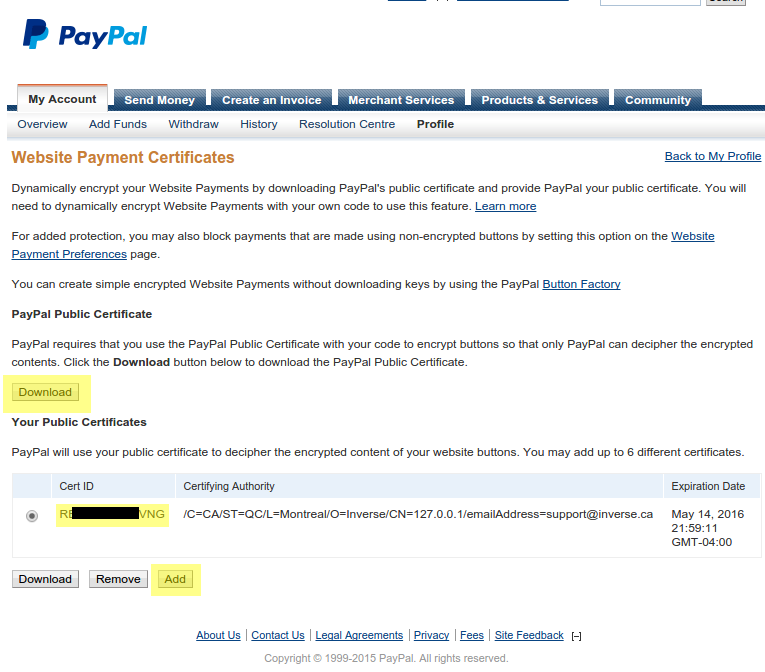 PayPal
My Account Send Money Create an Invoice Merchant Services Products & Services Community
Overview Add Funds Withdraw History Resolution Centre Profile
Website Payment Certificates Back to My Profile
Dynamically encrypt your Website Payments by downloading PayPal's public certificate and provide PayPal your public certificate. You will
need to dynamically encrypt Website Payments with your own code to use this feature. Learn more
For added protection, you may also block payments that are made using non-encrypted buttons by setting this option on the Website
Payment Preferences page.
You can create simple encrypted Website Payments without downloading keys by using the PayPal Button Factory
PayPal Public Certificate
PayPal requires that you use the PayPal Public Certificate with your code to encrypt buttons so that only PayPal can decipher the encrypted
contents. Click the Download button below to download the PayPal Public Certificate.
Download
Your Public Certificates
PayPal will use your public certificate to decipher the encrypted content of your website buttons. You may add up to 6 different certificates.
Cert ID Certifying Authority Expiration Date
VNG /C=CA/ST=QC/L=Montreal/O=Inverse/CN=127.0.0.1/emailAddress=support@inverse.ca May 14, 2016
21:59:11
GMT-04:00
Download Remove Add
About Us Contact Us Legal Agreements Privacy Fees Site Feedback [–]
Copyright © 1999-2015 PayPal. All rights reserved.